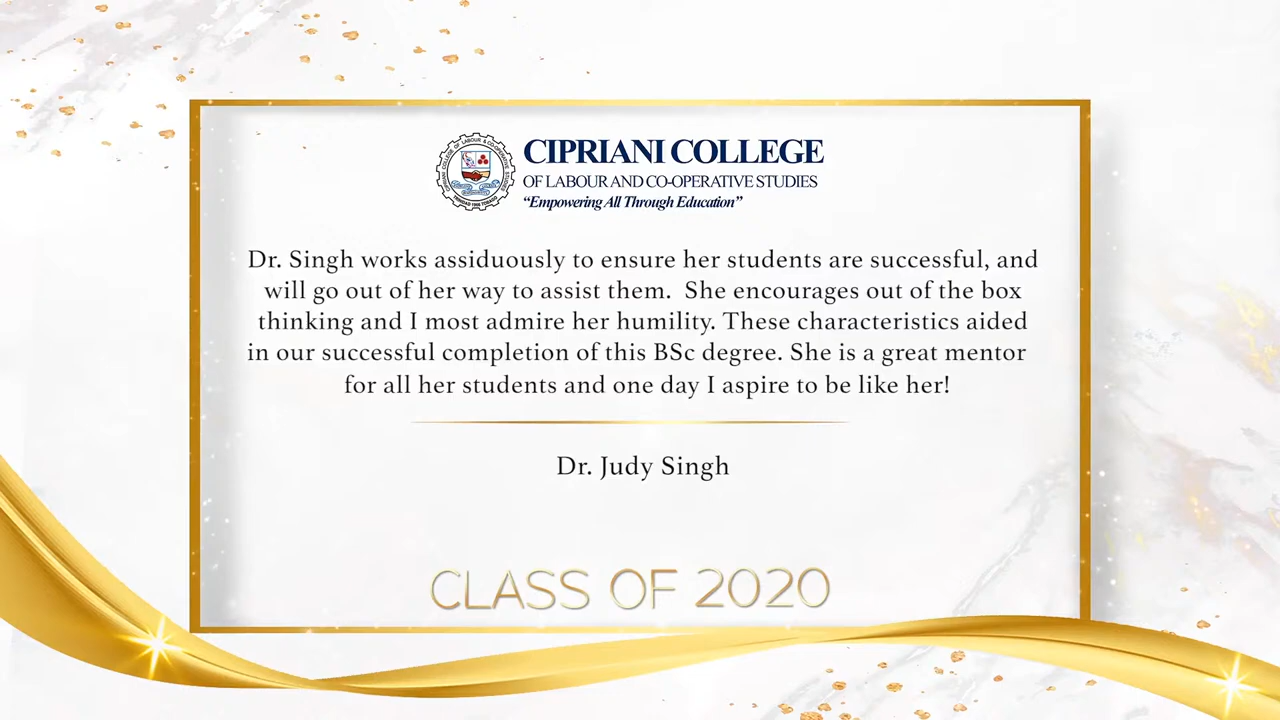 CIPRIANI COLLEGE
OF LABOUR AND CO-OPERATIVE STUDIES
“Empowering All Through Education”
Dr. Singh works assiduously to ensure her students are successful, and
will go out of her way to assist them.  She encourages out of the box
thinking and I most admire her humility. These characteristics aided
in our successful completion of this BSc degree. She is a great mentor
for all her students and one day I aspire to be like her!
Dr. Judy Singh
CLASS OF 2020